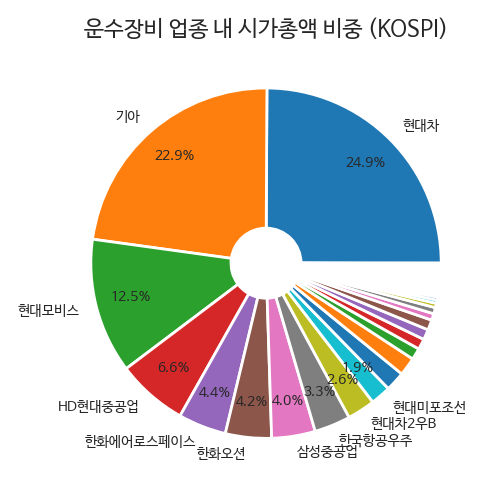 운수장비 업종 내 시가총액 비중 (KOSPI)
현대차
24.9%
기아
22.9%
현대모비스
12.5%
HD현대중공업
6.6%
한화에어로스페이스
4.4%
한화오션
4.2%
삼성중공업
4.0%
한국항공우주
3.3%
현대차2우B
2.6%
현대미포조선
1.9%